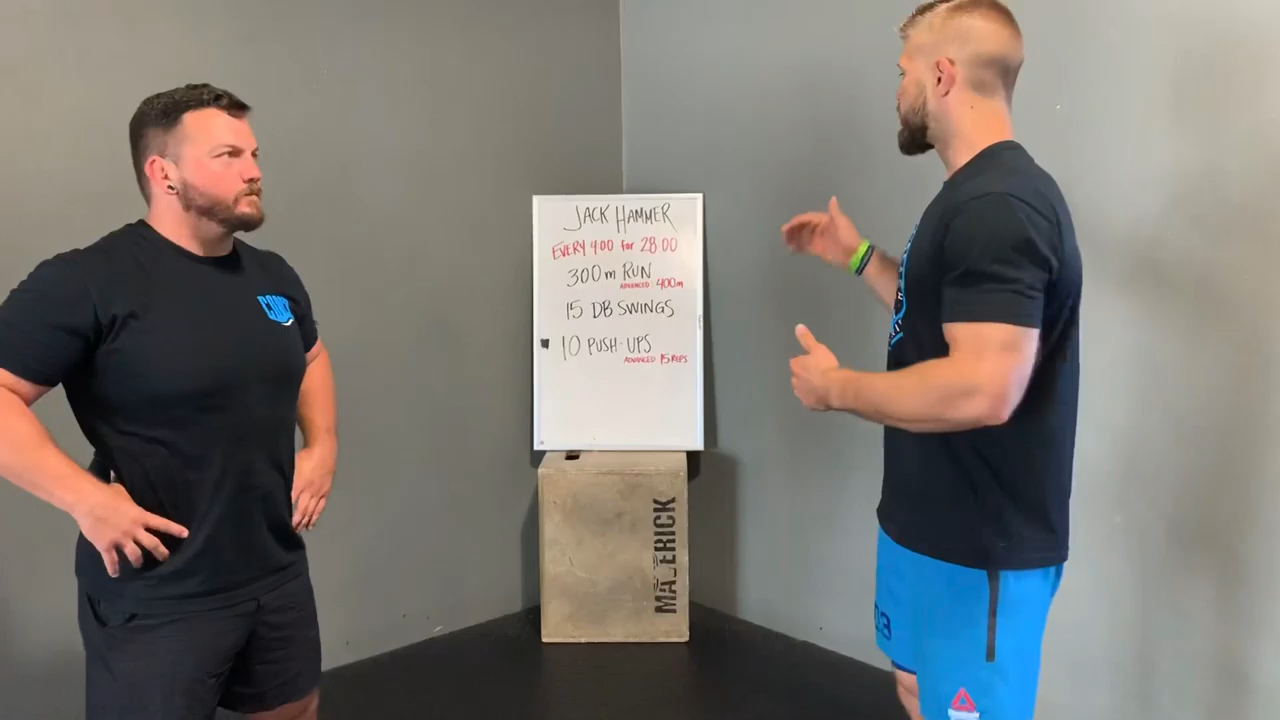 JACK HAMMER
EVERY 4:00 for 28:00
300m RUN
ADVANCED: 400m
15 DB SWINGS
10 PUSH-UPS
ADVANCED 15 REPS
MAVERICK